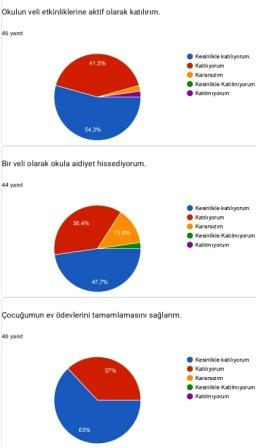 Okulun veli etkinliklerine aktif olarak katılırım.
46 yanıt
41,3%
54,3%
Kesinlikle katılıyorum.
Katılıyorum
Kararsızım
Kesinlikle Katılmıyorum
Katılmıyorum
Bir veli olarak okula aidiyet hissediyorum.
44 yanıt
36,4%
13,6%
47,7%
Kesinlikle katılıyorum.
Katılıyorum
Kararsızım
Kesinlikle Katılmıyorum
Katılmıyorum
Çocuğumun ev ödevlerini tamamlamasını sağlarım.
46 yanıt
37%
63%
Kesinlikle katılıyorum.
Katılıyorum
Kararsızım
Kesinlikle Katılmıyorum
Katılmıyorum